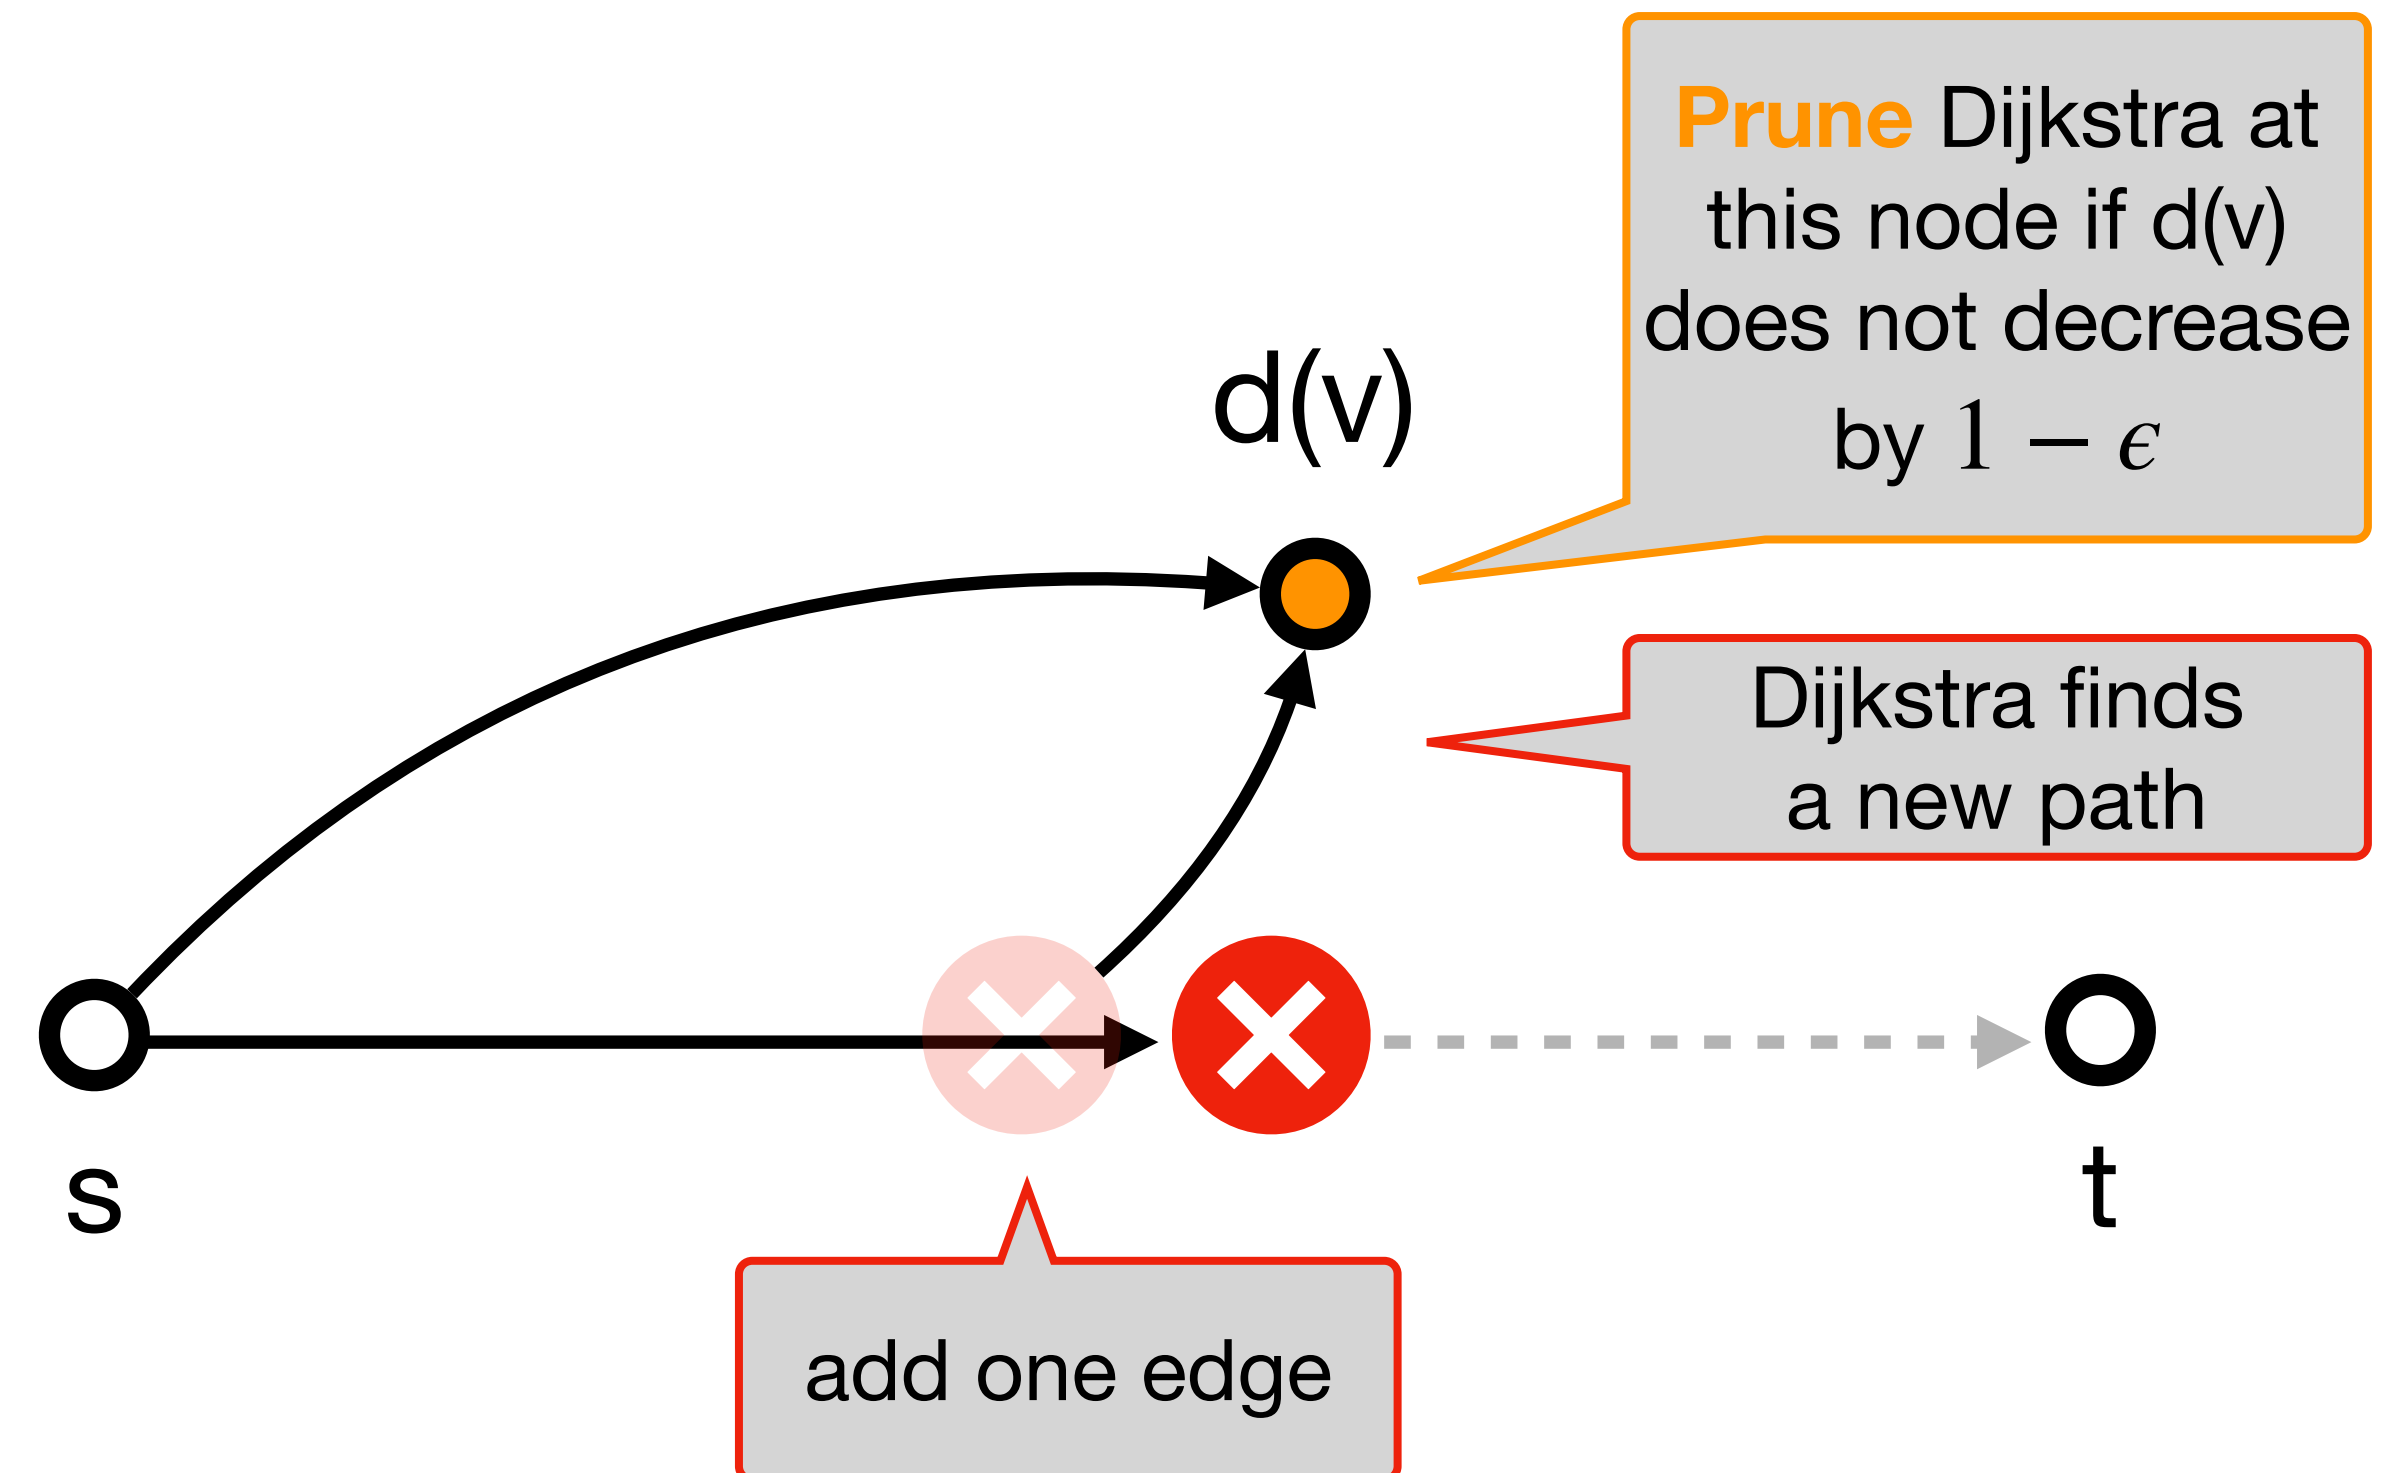 Prune Dijkstra at
this node if d(v)
does not decrease
by 1 − ϵ
d(v)
Dijkstra finds
a new path
s
t
add one edge